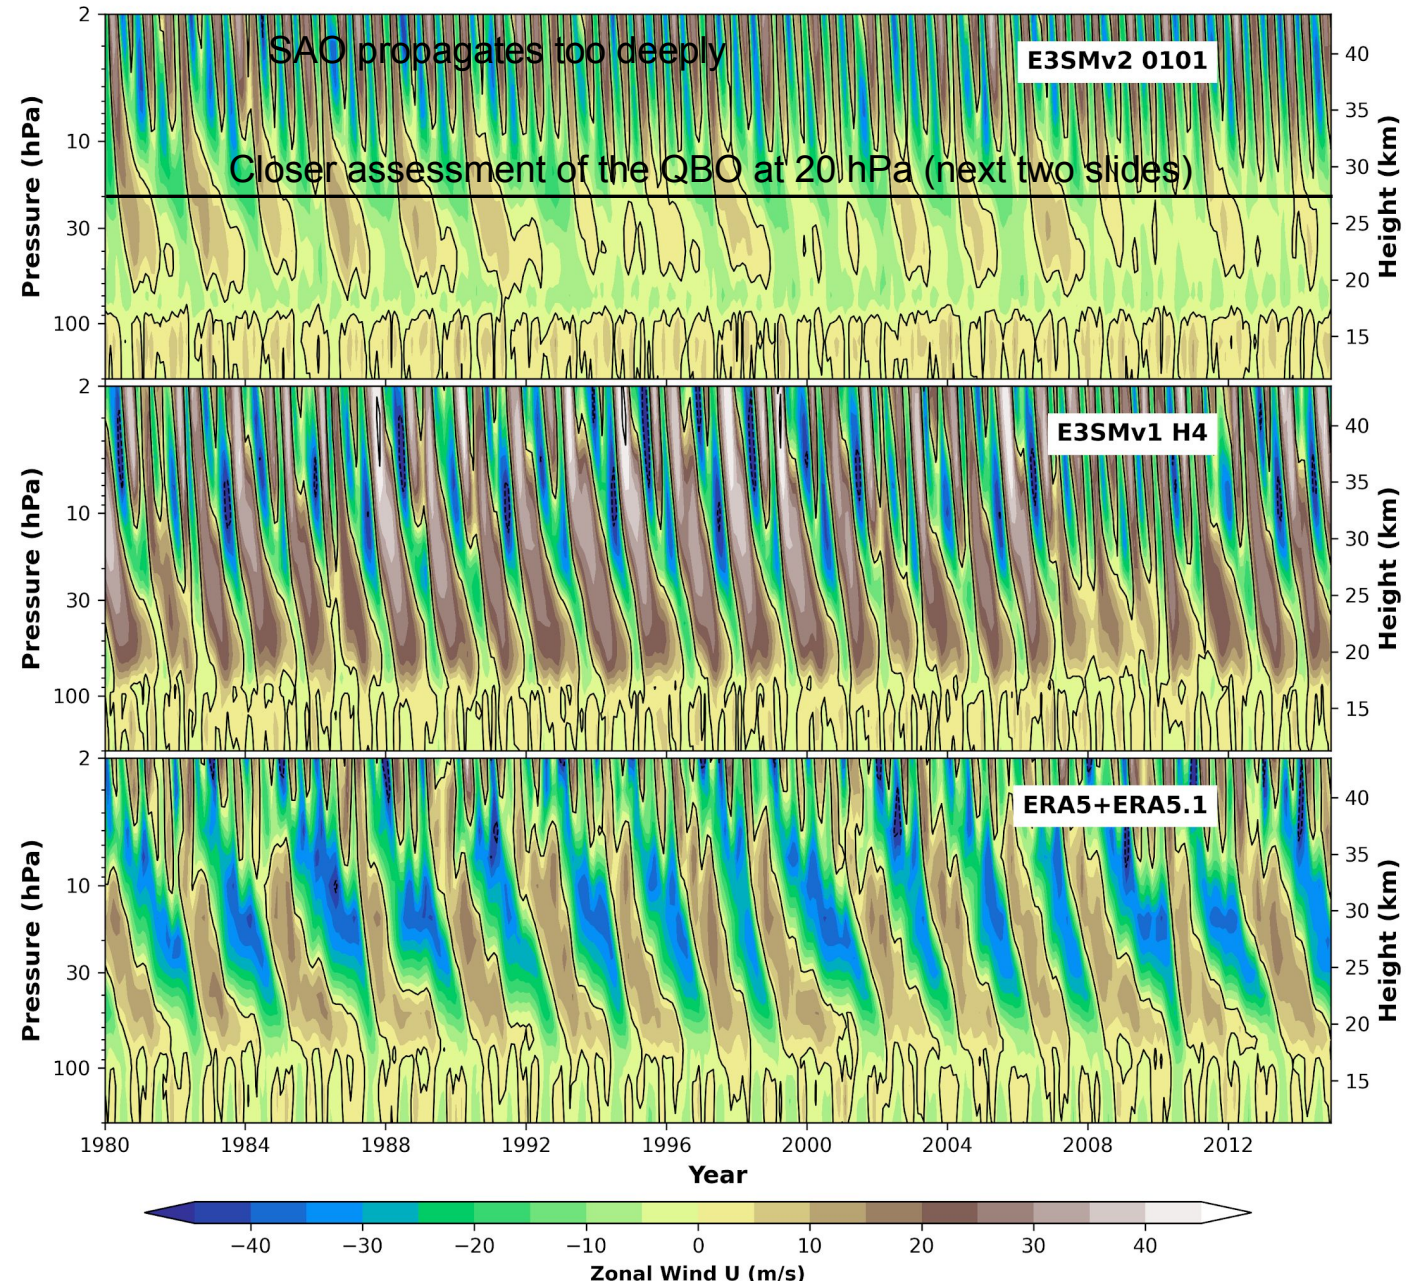 2
SAO propagates too deeply
E3SMv2 0101
40
35
10
Closer assessment of the QBO at 20 hPa (next two slides)
30
30
25
20
100
15
Pressure (hPa)
Height (km)
2
E3SMv1 H4
40
35
10
30
30
25
20
100
15
Pressure (hPa)
Height (km)
2
ERA5+ERA5.1
40
35
10
30
30
25
20
100
15
Pressure (hPa)
Height (km)
1980 1984 1988 1992 1996 2000 2004 2008 2012
Year
−40 −30 −20 −10 0 10 20 30 40
Zonal Wind U (m/s)